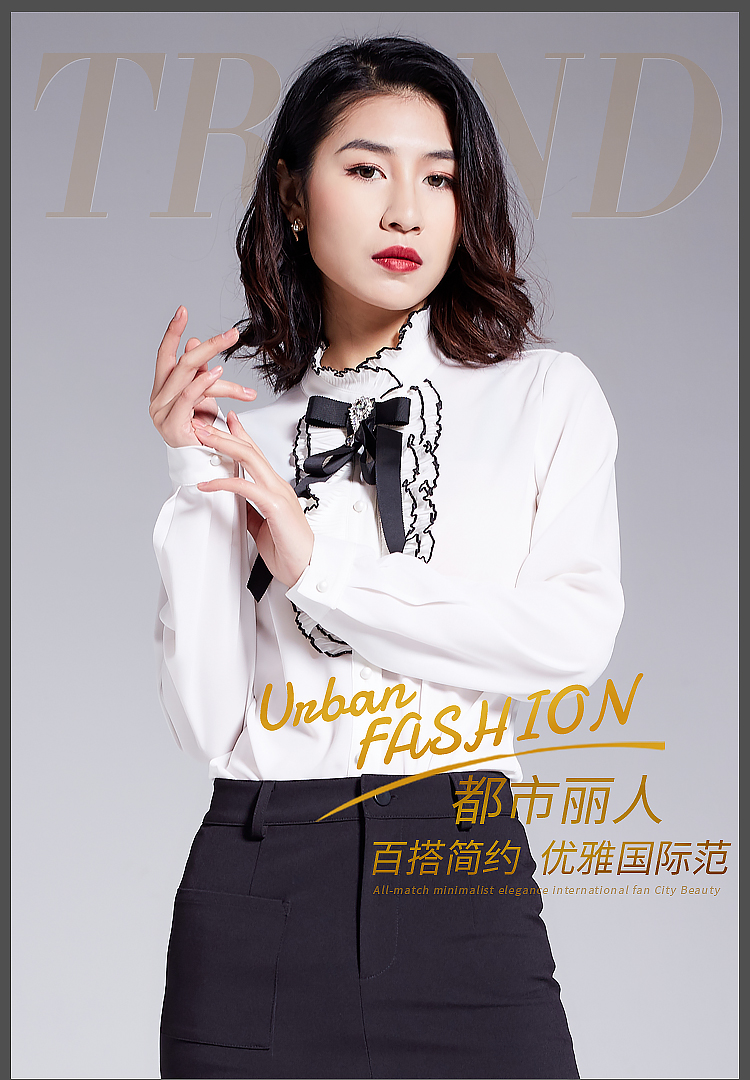 TREND
Urban
FASHION
都市丽人
百搭简约 优雅国际范
All-match minimalist elegance international fan City Beauty